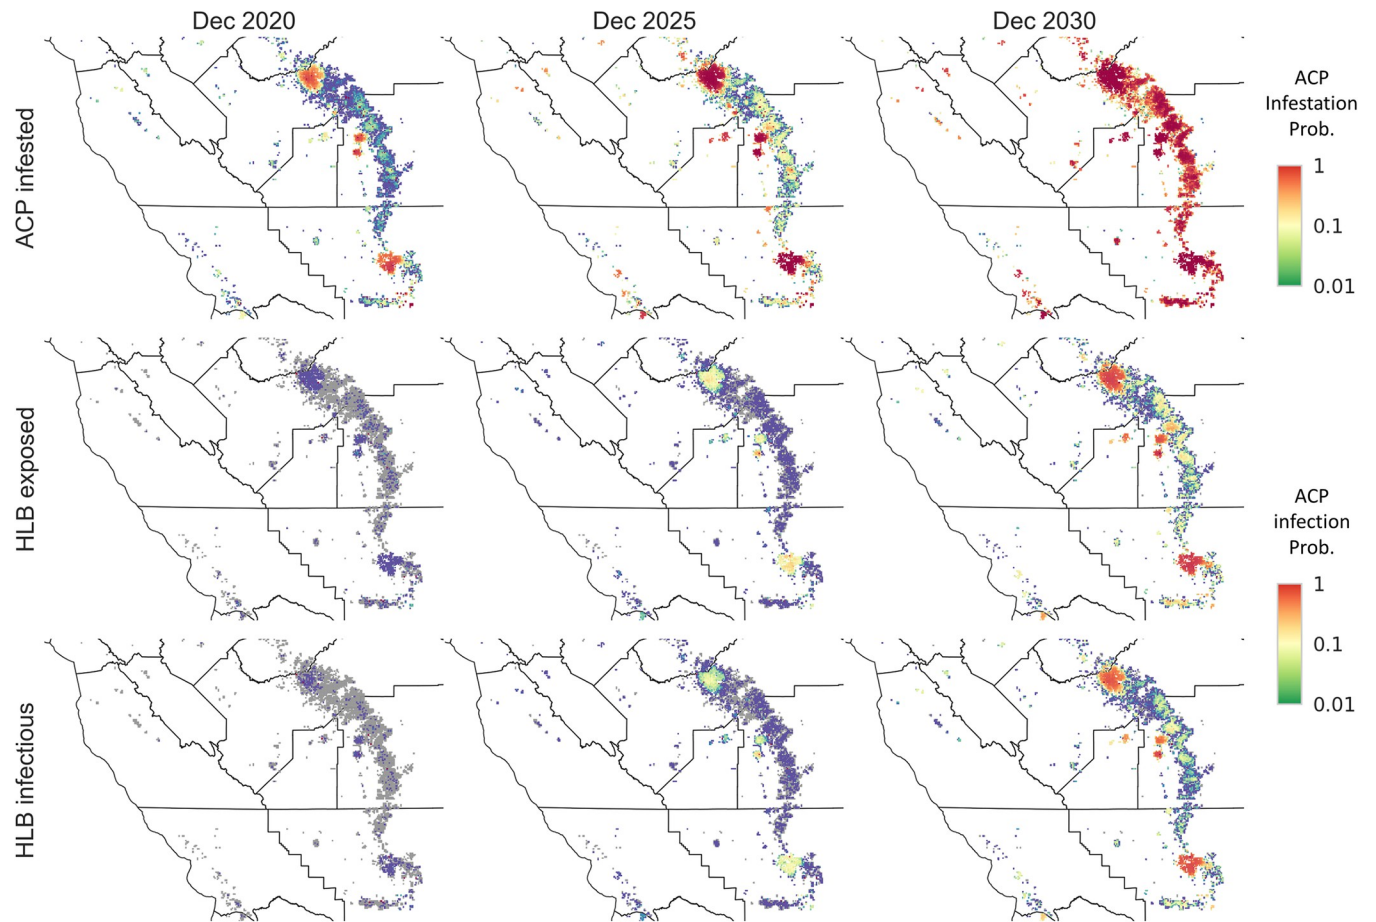 Dec 2020
Dec 2025
Dec 2030
ACP infested
ACP
Infestation
Prob.
1
0.1
0.01
HLB exposed
ACP
infection
Prob.
1
0.1
0.01
HLB infectious